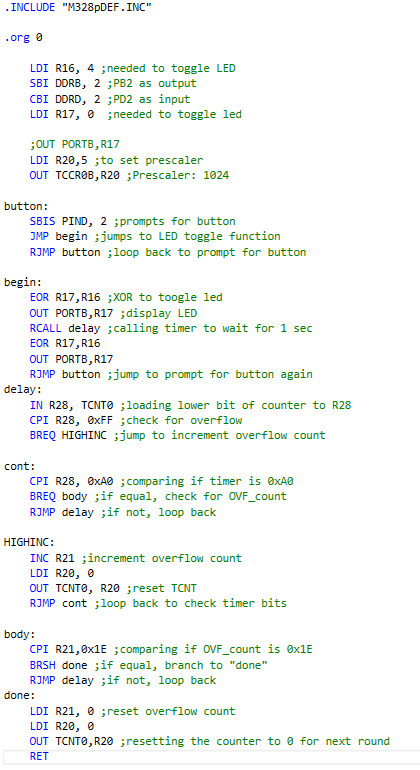 .INCLUDE "M328pDEF.INC"
.org 0
LDI R16, 4 ;needed to toggle LED
SBI DDRB, 2 ;PB2 as output
CBI DDRD, 2 ;PD2 as input
LDI R17, 0 ;needed to toggle led
;OUT PORTB,R17
LDI R20,5 ;to set prescaler
OUT TCCR0B,R20 ;Prescaler: 1024
button:
SBIS PIND, 2 ;prompts for button
JMP begin ;jumps to LED toggle function
RJMP button ;loop back to prompt for button
begin:
EOR R17,R16 ;XOR to toogle led
OUT PORTB,R17 ;display LED
RCALL delay ;calling timer to wait for 1 sec
EOR R17,R16
OUT PORTB,R17
RJMP button ;jump to prompt for button again
delay:
IN R28, TCNT0 ;loading lower bit of counter to R28
CPI R28, 0xFF ;check for overflow
BREQ HIGHINC ;jump to increment overflow count
cont:
CPI R28, 0xA0 ;comparing if timer is 0xA0
BREQ body ;if equal, check for OVF_count
RJMP delay ;if not, loop back
HIGHINC:
INC R21 ;increment overflow count
LDI R20, 0
OUT TCNT0, R20 ;reset TCNT
RJMP cont ;loop back to check timer bits
body:
CPI R21,0x1E ;comparing if OVF_count is 0x1E
BRSH done ;if equal, branch to "done"
RJMP delay ;if not, loop back
done:
LDI R21, 0 ;reset overflow count
LDI R20, 0
OUT TCNT0,R20 ;resetting the counter to 0 for next round
RET